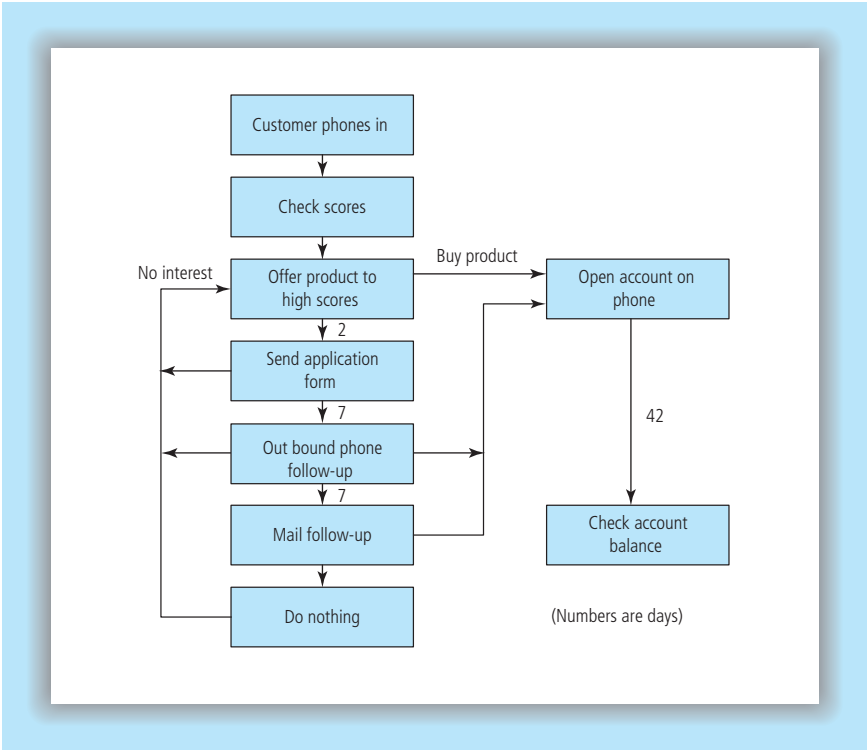 Customer phones in
Check scores
No interest
Offer product to
high scores
Buy product
Open account on
phone
2
Send application
form
7
42
Out bound phone
follow-up
7
Mail follow-up
Check account
balance
Do nothing
(Numbers are days)